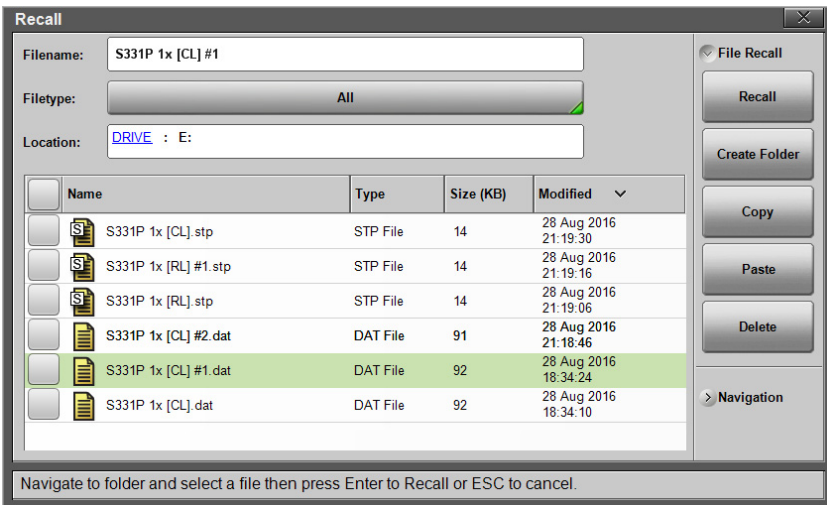 Recall
Filename: S331P 1x [CL] #1
Filetype: All
Location: DRIVE : E:
Name Type Size (KB) Modified
S S331P 1x [CL].stp STP File 14 28 Aug 2016
21:19:30
S S331P 1x [RL] #1.stp STP File 14 28 Aug 2016
21:19:16
S S331P 1x [RL].stp STP File 14 28 Aug 2016
21:19:06
S331P 1x [CL] #2.dat DAT File 91 28 Aug 2016
21:18:46
S331P 1x [CL] #1.dat DAT File 92 28 Aug 2016
18:34:24
S331P 1x [CL].dat DAT File 92 28 Aug 2016
18:34:10
File Recall
Recall
Create Folder
Copy
Paste
Delete
Navigation
Navigate to folder and select a file then press Enter to Recall or ESC to cancel.